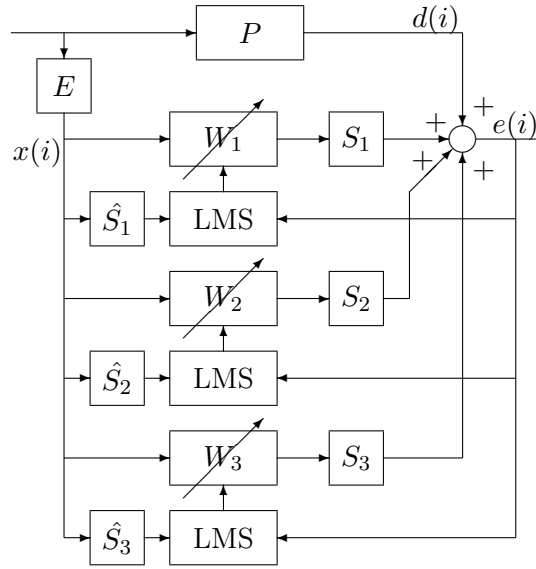 P
d(i)
E
+
+
W₁
S₁
e(i)
x(i)
+
+
Ŝ₁
LMS
W₂
S₂
Ŝ₂
LMS
W₃
S₃
Ŝ₃
LMS